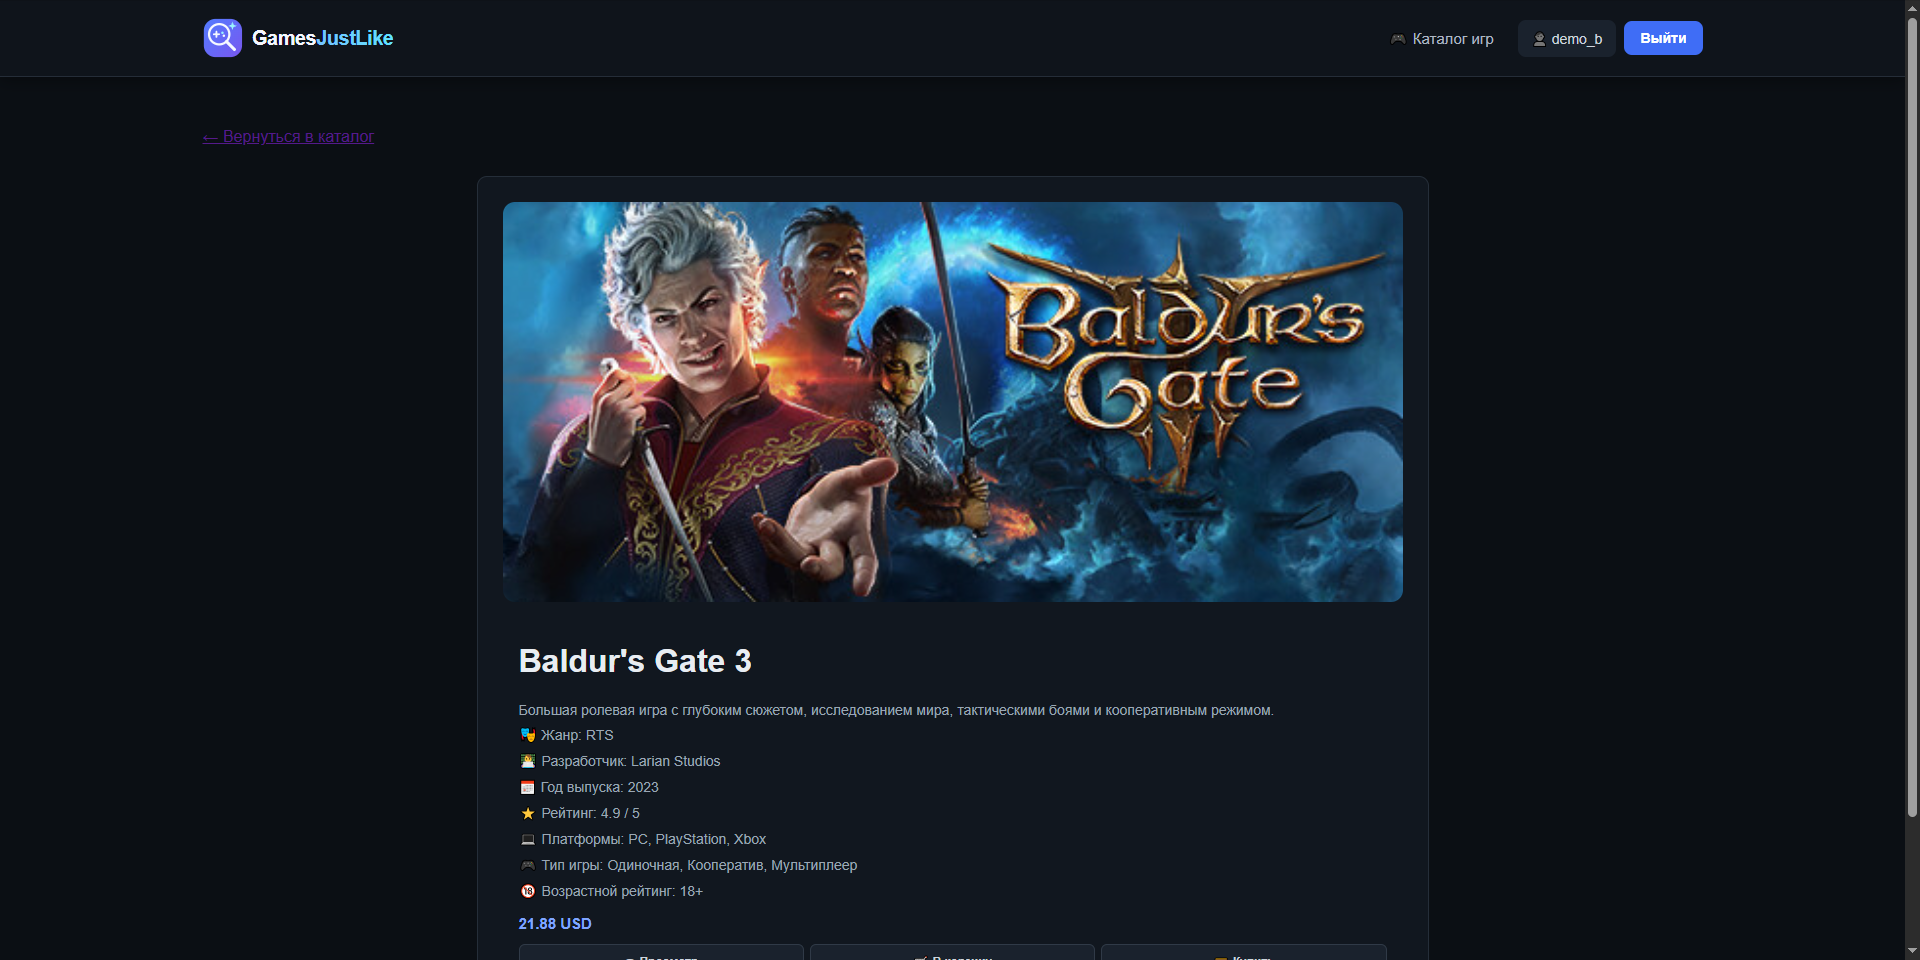 GamesJustLike
Каталог игр
demo_b
Выйти
← Вернуться в каталог
Baldur's
Gate
III
Baldur's Gate 3
Большая ролевая игра с глубоким сюжетом, исследованием мира, тактическими боями и кооперативным режимом.
Жанр: RTS
Разработчик: Larian Studios
Год выпуска: 2023
Рейтинг: 4.9 / 5
Платформы: PC, PlayStation, Xbox
Тип игры: Одиночная, Кооператив, Мультиплеер
18 Возрастной рейтинг: 18+
21.88 USD